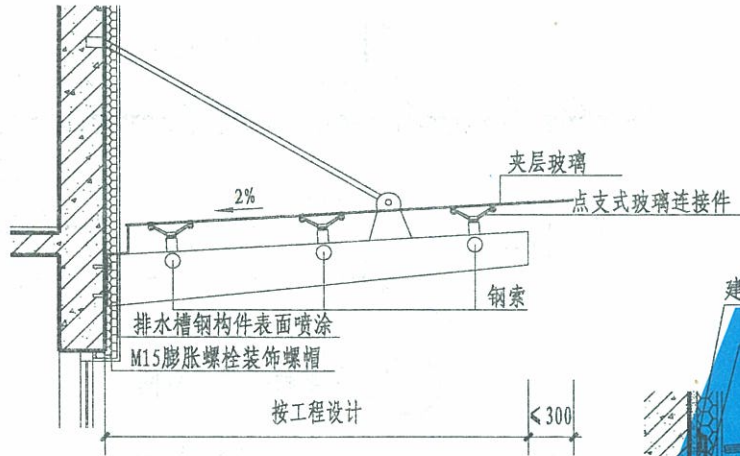 夹层玻璃
2%
点支式玻璃连接件
钢索
建
排水槽钢构件表面喷涂
M15膨胀螺栓装饰螺帽
按工程设计
≤300